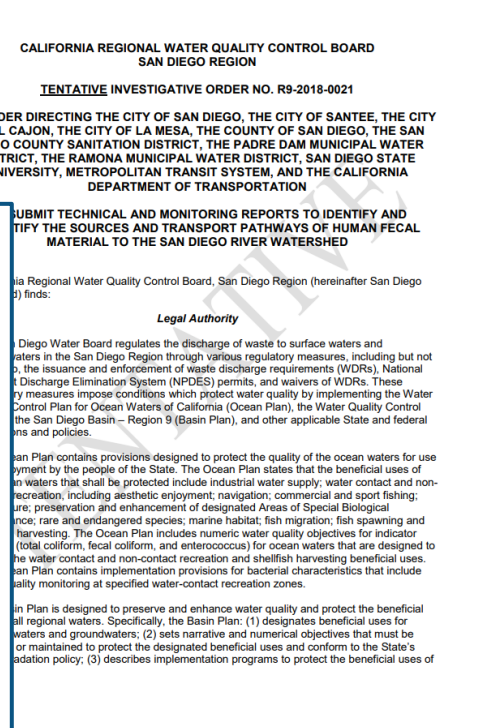 CALIFORNIA REGIONAL WATER QUALITY CONTROL BOARD
SAN DIEGO REGION
TENTATIVE INVESTIGATIVE ORDER NO. R9-2018-0021
DER DIRECTING THE CITY OF SAN DIEGO, THE CITY OF SANTEE, THE CITY
L CAJON, THE CITY OF LA MESA, THE COUNTY OF SAN DIEGO, THE SAN
O COUNTY SANITATION DISTRICT, THE PADRE DAM MUNICIPAL WATER
TRICT, THE RAMONA MUNICIPAL WATER DISTRICT, SAN DIEGO STATE
NIVERSITY, METROPOLITAN TRANSIT SYSTEM, AND THE CALIFORNIA
DEPARTMENT OF TRANSPORTATION
SUBMIT TECHNICAL AND MONITORING REPORTS TO IDENTIFY AND
TIFY THE SOURCES AND TRANSPORT PATHWAYS OF HUMAN FECAL
MATERIAL TO THE SAN DIEGO RIVER WATERSHED
nia Regional Water Quality Control Board, San Diego Region (hereinafter San Diego
d) finds:
Legal Authority
n Diego Water Board regulates the discharge of waste to surface waters and
waters in the San Diego Region through various regulatory measures, including but not
o, the issuance and enforcement of waste discharge requirements (WDRs), National
t Discharge Elimination System (NPDES) permits, and waivers of WDRs. These
ry measures impose conditions which protect water quality by implementing the Water
Control Plan for Ocean Waters of California (Ocean Plan), the Water Quality Control
the San Diego Basin – Region 9 (Basin Plan), and other applicable State and federal
ons and policies.
ean Plan contains provisions designed to protect the quality of the ocean waters for use
oyment by the people of the State. The Ocean Plan states that the beneficial uses of
an waters that shall be protected include industrial water supply; water contact and non-
recreation, including aesthetic enjoyment; navigation; commercial and sport fishing;
ure; preservation and enhancement of designated Areas of Special Biological
nce; rare and endangered species; marine habitat; fish migration; fish spawning and
harvesting. The Ocean Plan includes numeric water quality objectives for indicator
(total coliform, fecal coliform, and enterococcus) for ocean waters that are designed to
he water contact and non-contact recreation and shellfish harvesting beneficial uses.
ean Plan contains implementation provisions for bacterial characteristics that include
uality monitoring at specified water-contact recreation zones.
sin Plan is designed to preserve and enhance water quality and protect the beneficial
all regional waters. Specifically, the Basin Plan: (1) designates beneficial uses for
waters and groundwaters; (2) sets narrative and numerical objectives that must be
or maintained to protect the designated beneficial uses and conform to the State's
adation policy; (3) describes implementation programs to protect the beneficial uses of
TENTATIVE